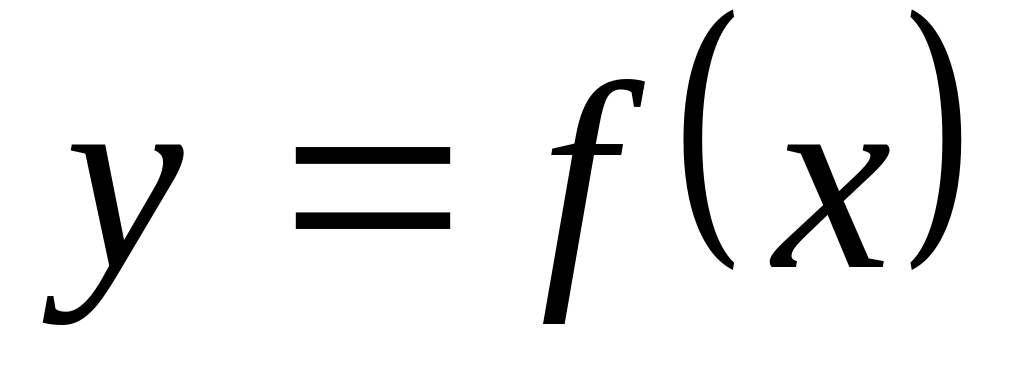 y = f(x)